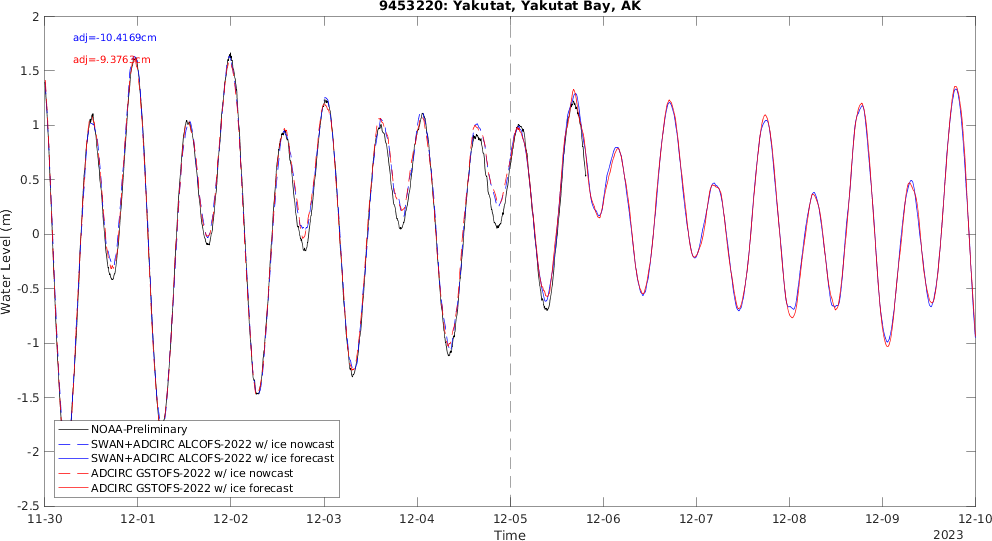 9453220: Yakutat, Yakutat Bay, AK
adj=-10.4169cm
adj=-9.3763cm
2
1.5
1
0.5
0
-0.5
-1
-1.5
-2
-2.5
Water Level (m)
NOAA-Preliminary
SWAN+ADCIRC ALCOFS-2022 w/ ice nowcast
SWAN+ADCIRC ALCOFS-2022 w/ ice forecast
ADCIRC GSTOFS-2022 w/ ice nowcast
ADCIRC GSTOFS-2022 w/ ice forecast
11-30 12-01 12-02 12-03 12-04 12-05 12-06 12-07 12-08 12-09 12-10
Time
2023